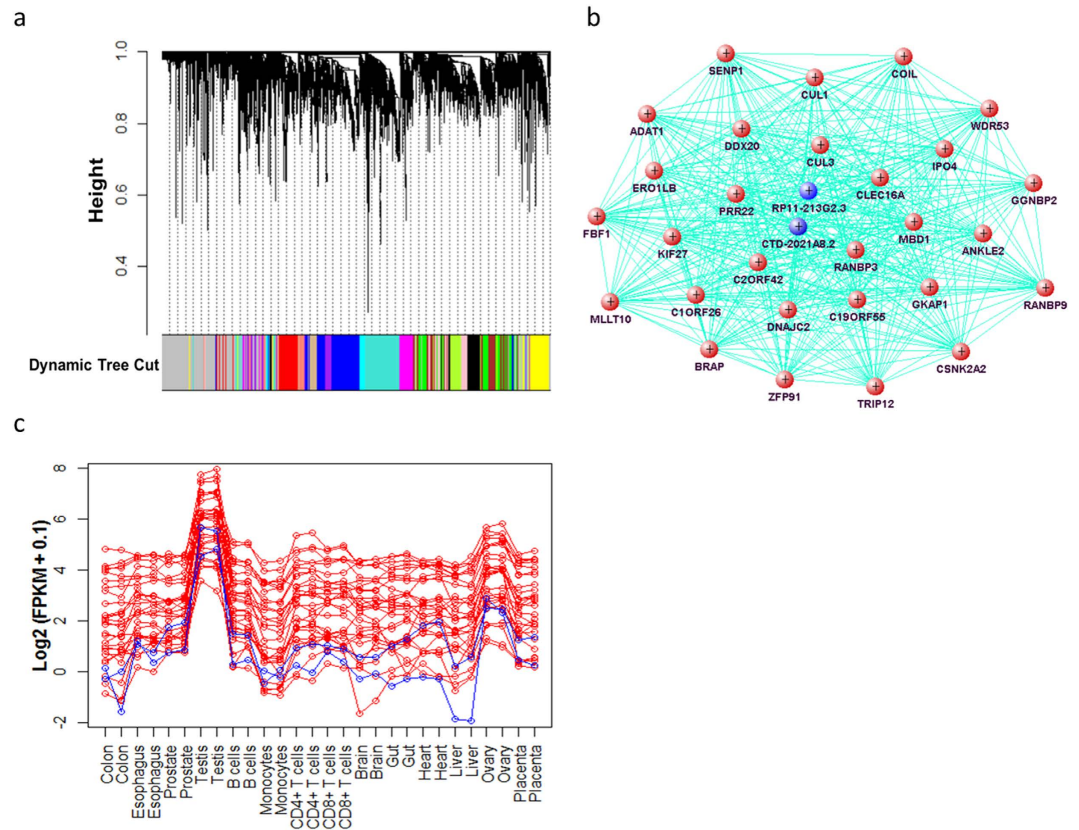 a
1.0
0.8
0.6
0.4
Height
Dynamic Tree Cut
b
SENP1
COIL
CUL1
WDR53
ADAT1
DDX20
CUL3
IPO4
ERO1LB
CLEC16A
GGNBP2
PRR22
RP11-213G2.3
FBF1
MBD1
CTD-2021A8.2
ANKLE2
KIF27
RANBP3
C2ORF42
GKAP1
RANBP9
MLLT10
C1ORF26
C19ORF55
DNAJC2
BRAP
CSNK2A2
ZFP91
TRIP12
c
8
6
4
2
0
-2
Log2 (FPKM + 0.1)
Colon
Colon
Esophagus
Esophagus
Prostate
Prostate
Testis
Testis
B cells
B cells
Monocytes
Monocytes
CD4+ T cells
CD4+ T cells
CD8+ T cells
CD8+ T cells
Brain
Brain
Gut
Gut
Heart
Heart
Liver
Liver
Ovary
Ovary
Placenta
Placenta